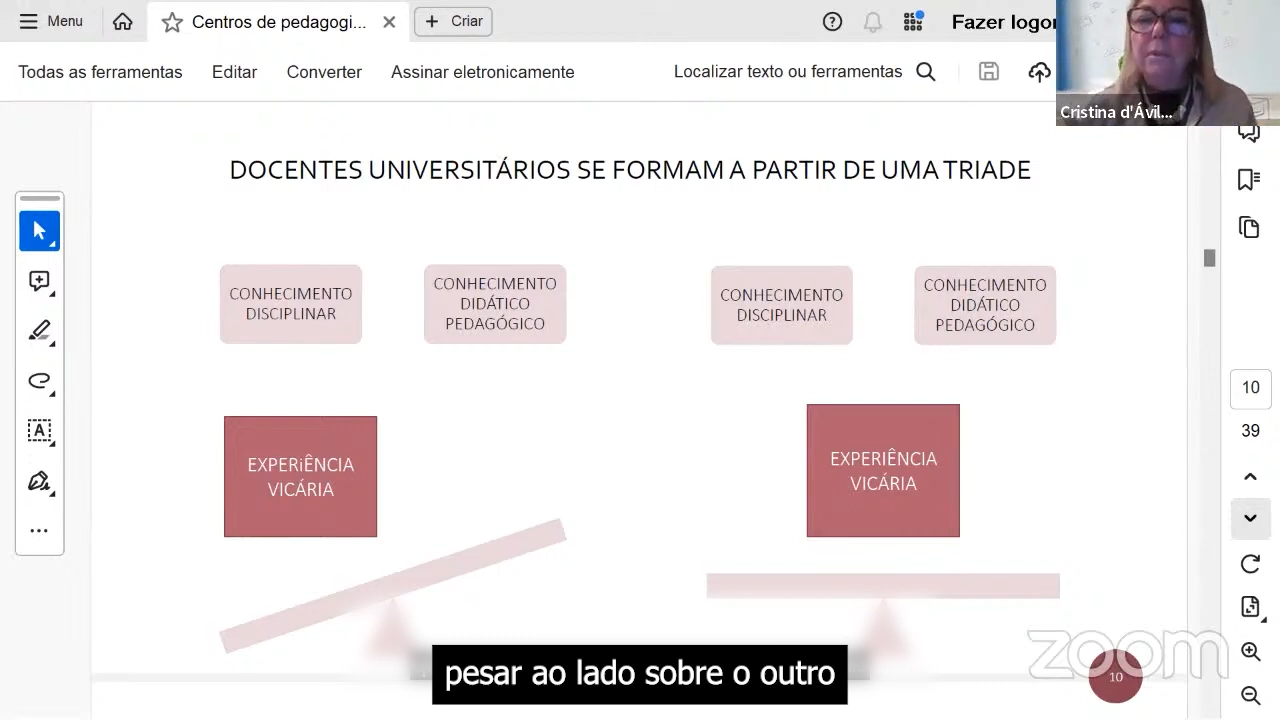 Menu
Centros de pedagogi...
Criar
Fazer logor
Todas as ferramentas
Editar
Converter
Assinar eletronicamente
Localizar texto ou ferramentas
Cristina d'Ávil...
DOCENTES UNIVERSITÁRIOS SE FORMAM A PARTIR DE UMA TRIADE
CONHECIMENTO
DISCIPLINAR
CONHECIMENTO
DIDÁTICO
PEDAGÓGICO
CONHECIMENTO
DISCIPLINAR
CONHECIMENTO
DIDÁTICO
PEDAGÓGICO
EXPERiÊNCIA
VICÁRIA
EXPERIÊNCIA
VICÁRIA
10
39
pesar ao lado sobre o outro
zoom
10